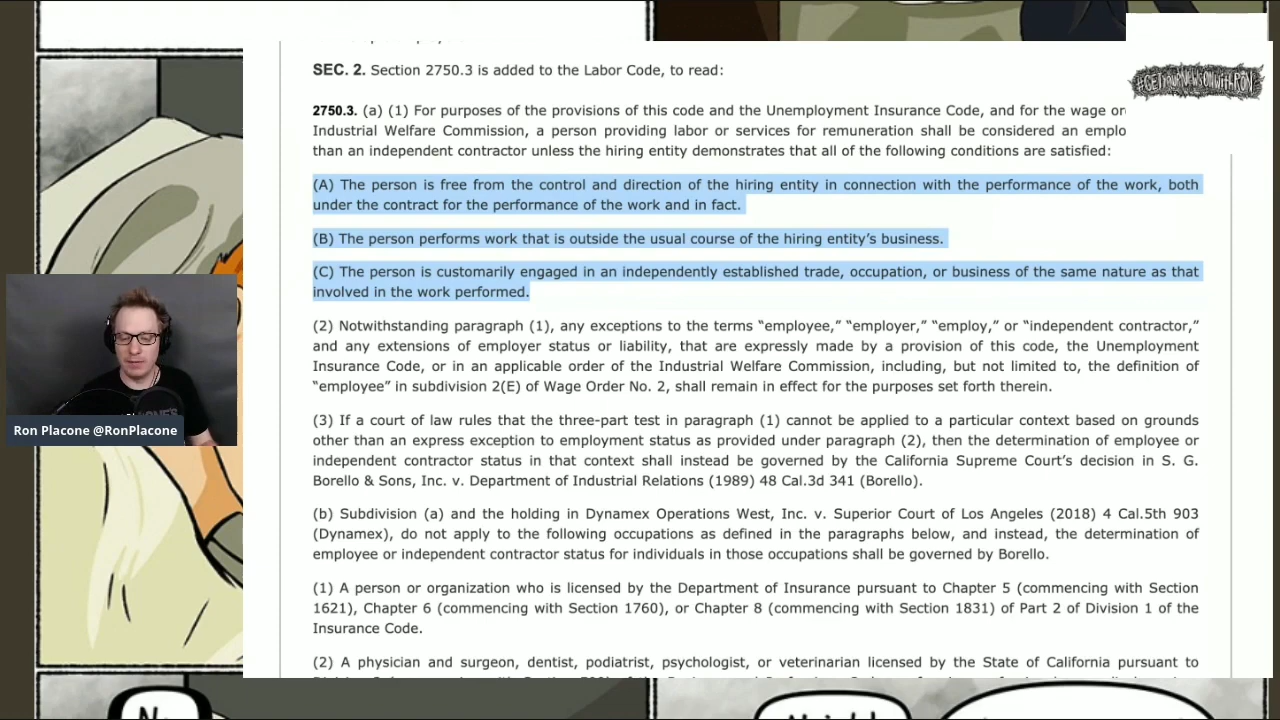 SEC. 2. Section 2750.3 is added to the Labor Code, to read:
#GETYOURNEWSONWITHRON
2750.3. (a) (1) For purposes of the provisions of this code and the Unemployment Insurance Code, and for the wage or
Industrial Welfare Commission, a person providing labor or services for remuneration shall be considered an emplo
than an independent contractor unless the hiring entity demonstrates that all of the following conditions are satisfied:
(A) The person is free from the control and direction of the hiring entity in connection with the performance of the work, both
under the contract for the performance of the work and in fact.
(B) The person performs work that is outside the usual course of the hiring entity’s business.
(C) The person is customarily engaged in an independently established trade, occupation, or business of the same nature as that
involved in the work performed.
(2) Notwithstanding paragraph (1), any exceptions to the terms “employee,” “employer,” “employ,” or “independent contractor,”
and any extensions of employer status or liability, that are expressly made by a provision of this code, the Unemployment
Insurance Code, or in an applicable order of the Industrial Welfare Commission, including, but not limited to, the definition of
“employee” in subdivision 2(E) of Wage Order No. 2, shall remain in effect for the purposes set forth therein.
(3) If a court of law rules that the three-part test in paragraph (1) cannot be applied to a particular context based on grounds
other than an express exception to employment status as provided under paragraph (2), then the determination of employee or
independent contractor status in that context shall instead be governed by the California Supreme Court’s decision in S. G.
Borello & Sons, Inc. v. Department of Industrial Relations (1989) 48 Cal.3d 341 (Borello).
(b) Subdivision (a) and the holding in Dynamex Operations West, Inc. v. Superior Court of Los Angeles (2018) 4 Cal.5th 903
(Dynamex), do not apply to the following occupations as defined in the paragraphs below, and instead, the determination of
employee or independent contractor status for individuals in those occupations shall be governed by Borello.
(1) A person or organization who is licensed by the Department of Insurance pursuant to Chapter 5 (commencing with Section
1621), Chapter 6 (commencing with Section 1760), or Chapter 8 (commencing with Section 1831) of Part 2 of Division 1 of the
Insurance Code.
(2) A physician and surgeon, dentist, podiatrist, psychologist, or veterinarian licensed by the State of California pursuant to
Ron Placone @RonPlacone